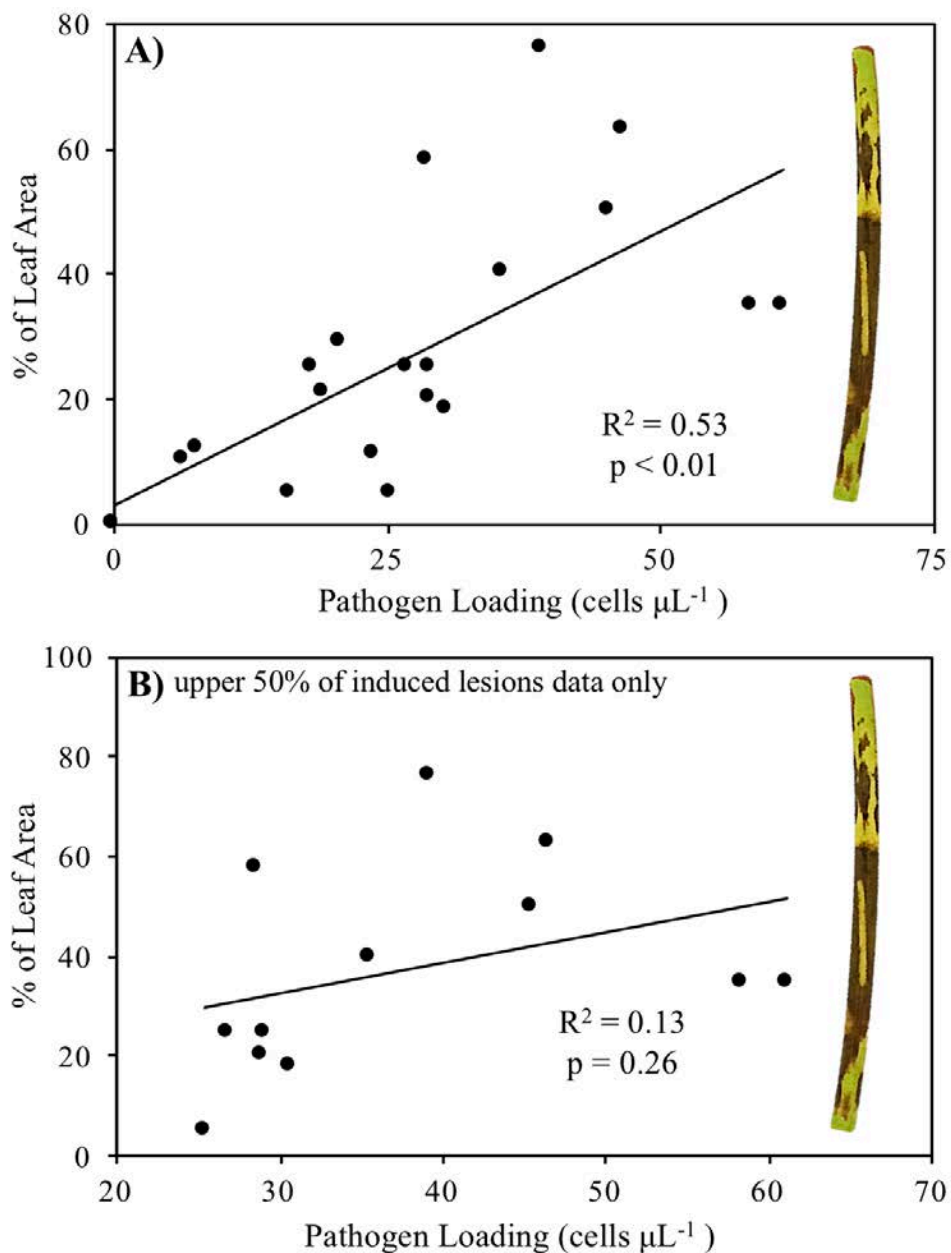 A)
80
60
40
20
0
% of Leaf Area
R² = 0.53
p < 0.01
0 25 50 75
Pathogen Loading (cells μL⁻¹ )
B) upper 50% of induced lesions data only
100
80
60
40
20
0
% of Leaf Area
R² = 0.13
p = 0.26
20 30 40 50 60 70
Pathogen Loading (cells μL⁻¹ )